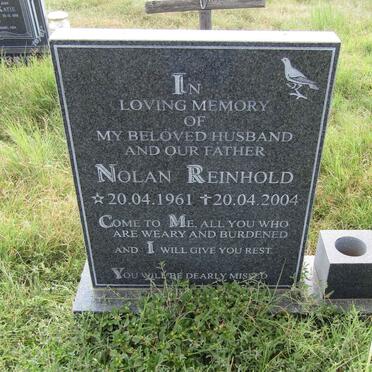 IN
LOVING MEMORY
OF
MY BELOVED HUSBAND
AND OUR FATHER
NOLAN REINHOLD
☆20.04.1961 ✝20.04.2004
COME TO ME, ALL YOU WHO
ARE WEARY AND BURDENED
AND I WILL GIVE YOU REST.
YOU WILL BE DEARLY MISSED